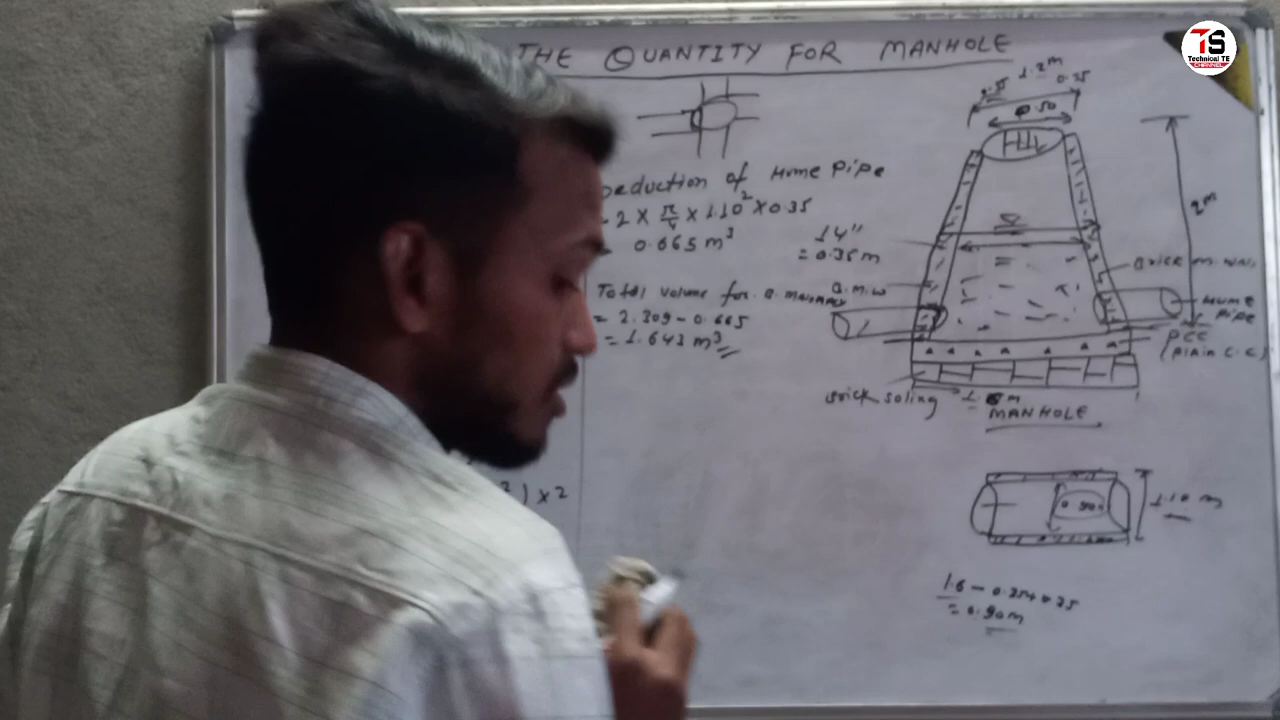 THE QUANTITY FOR MANHOLE
TS
Technical TE
Deduction of Hume Pipe
- 2 × π/4 × 1.10² × 0.35
0.665 m³
Total volume for B.
= 2.309 - 0.665
= 1.643 m³
) × 2
1.2m
0.35
0.50
14"
= 0.35m
B.M.W
2m
Brick M. Wall
Hume
Pipe
PCC
(Plain C.C.)
Brick soling
MANHOLE
0.90
1.10 m
1.6 - 0.35+0.35
= 0.90m